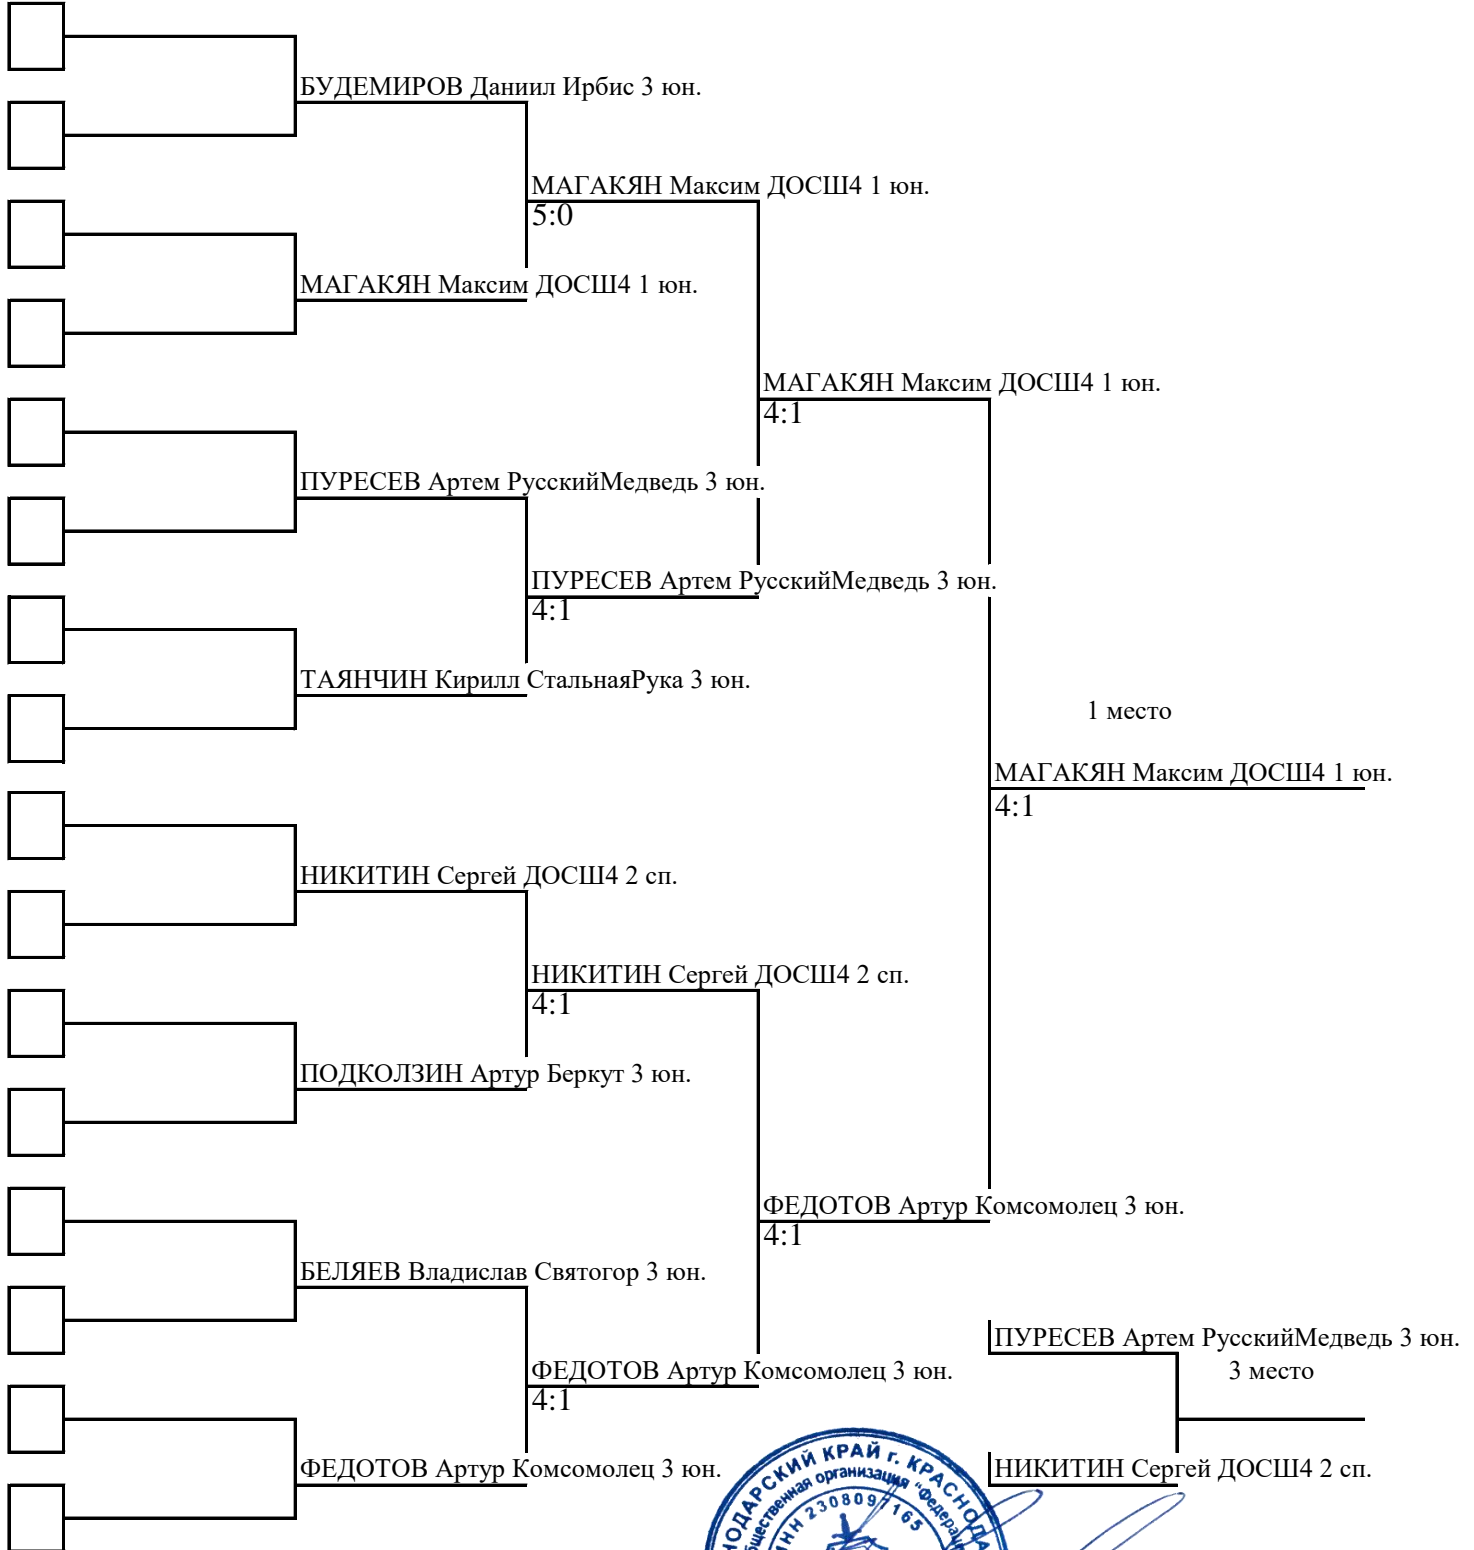 БУДЕМИРОВ Даниил Ирбис 3 юн.
МАГАКЯН Максим ДОСШ4 1 юн.
5:0
МАГАКЯН Максим ДОСШ4 1 юн.
МАГАКЯН Максим ДОСШ4 1 юн.
4:1
ПУРЕСЕВ Артем РусскийМедведь 3 юн.
ПУРЕСЕВ Артем РусскийМедведь 3 юн.
4:1
ТАЯНЧИН Кирилл СтальнаяРука 3 юн.
1 место
МАГАКЯН Максим ДОСШ4 1 юн.
4:1
НИКИТИН Сергей ДОСШ4 2 сп.
НИКИТИН Сергей ДОСШ4 2 сп.
4:1
ПОДКОЛЗИН Артур Беркут 3 юн.
ФЕДОТОВ Артур Комсомолец 3 юн.
4:1
БЕЛЯЕВ Владислав Святогор 3 юн.
ПУРЕСЕВ Артем РусскийМедведь 3 юн.
3 место
ФЕДОТОВ Артур Комсомолец 3 юн.
4:1
ФЕДОТОВ Артур Комсомолец 3 юн.
НИКИТИН Сергей ДОСШ4 2 сп.
КРАЙ г.
организация
ИНН 2308097165